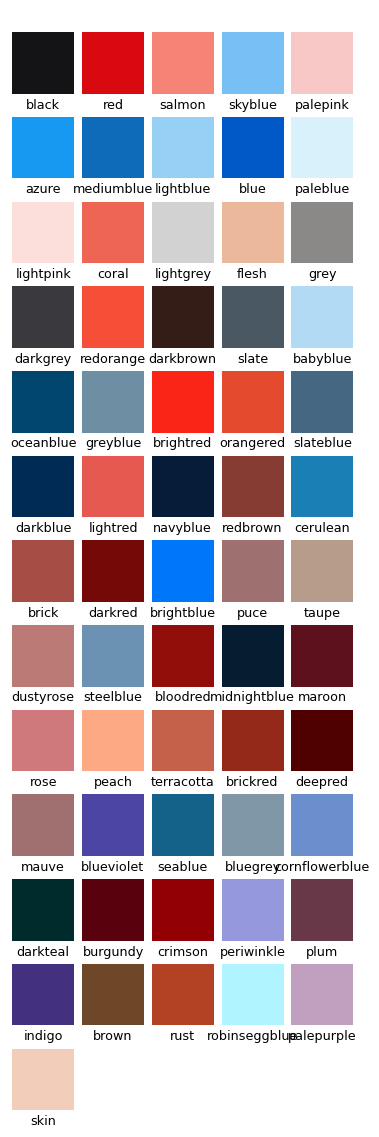 black red salmon skyblue palepink
azure mediumblue lightblue blue paleblue
lightpink coral lightgrey flesh grey
darkgrey redorange darkbrown slate babyblue
oceanblue greyblue brightred orangered slateblue
darkblue lightred navyblue redbrown cerulean
brick darkred brightblue puce taupe
dustyrose steelblue bloodred midnightblue maroon
rose peach terracotta brickred deepred
mauve blueviolet seablue bluegrey cornflowerblue
darkteal burgundy crimson periwinkle plum
indigo brown rust robinseggblue palepurple
skin